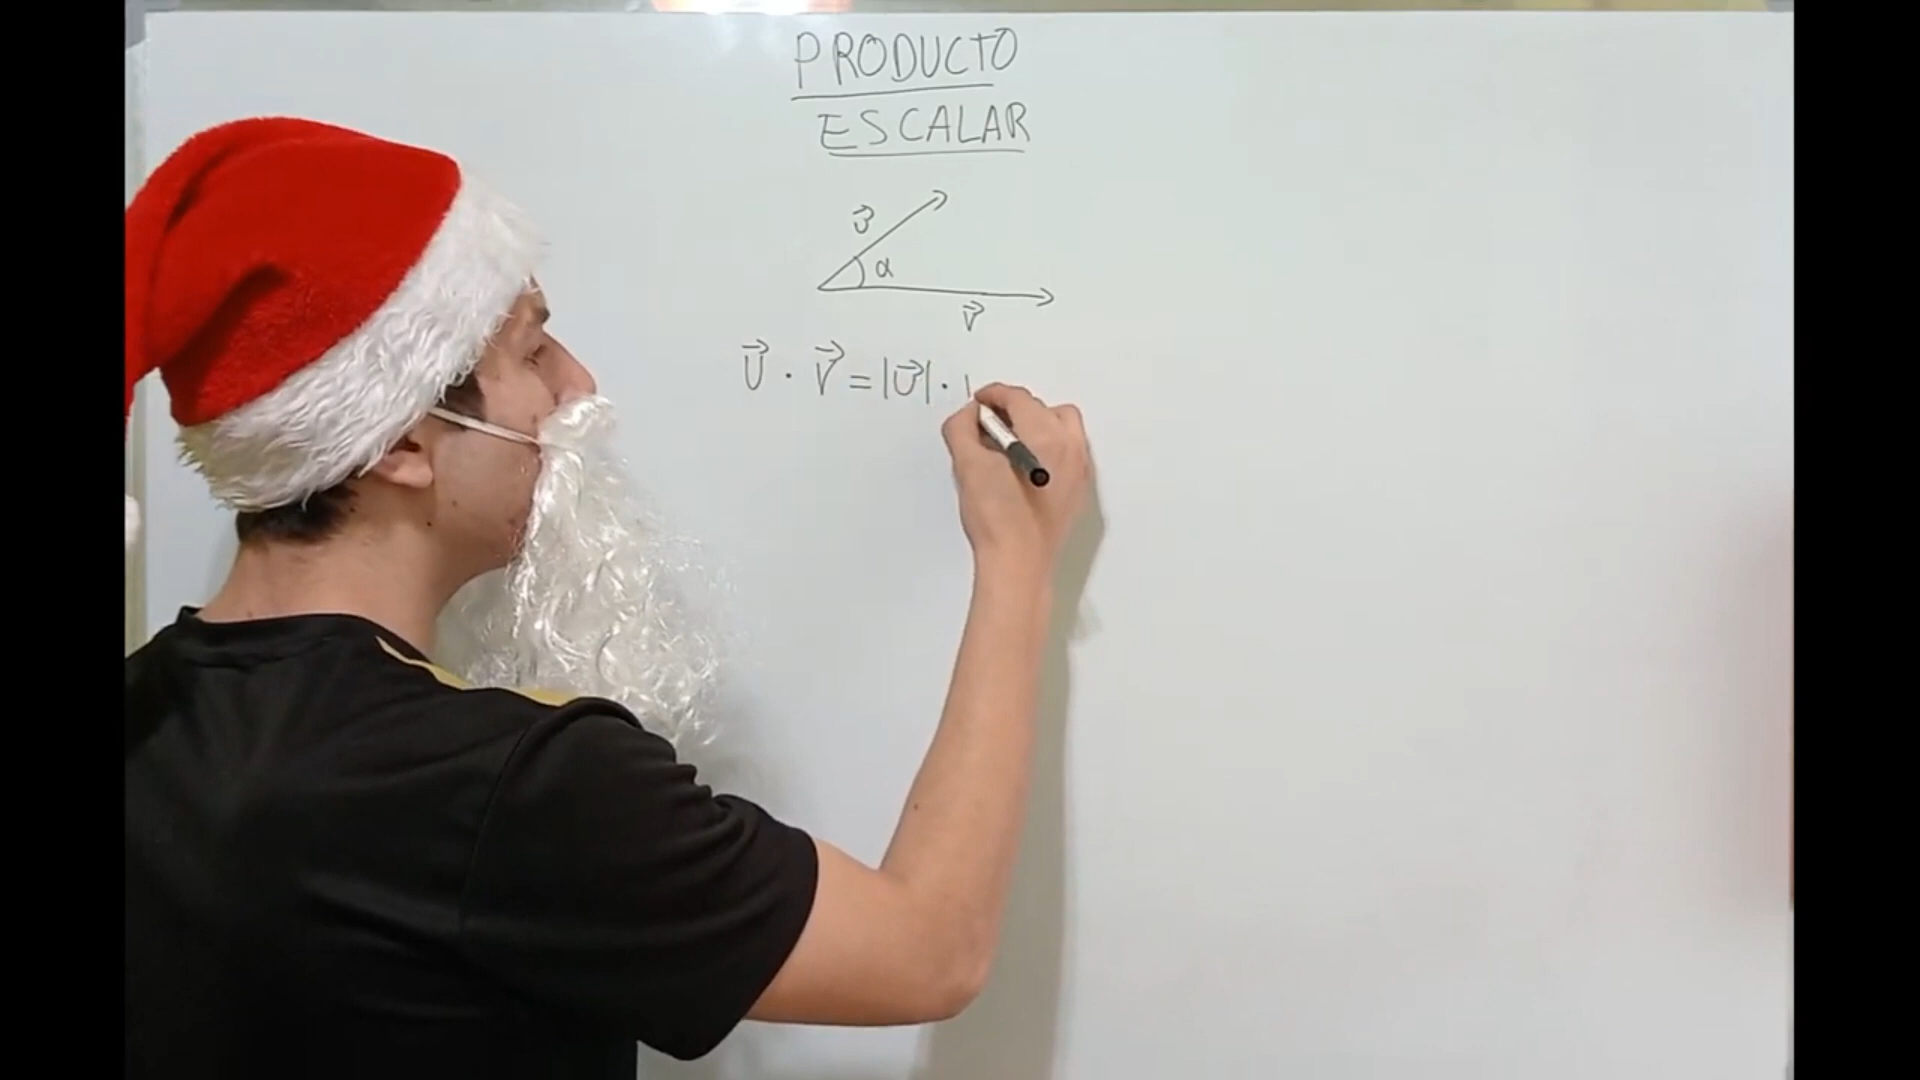 PRODUCTO
ESCALAR
u⃗
α
v⃗
u⃗ · v⃗ = |u⃗| · |